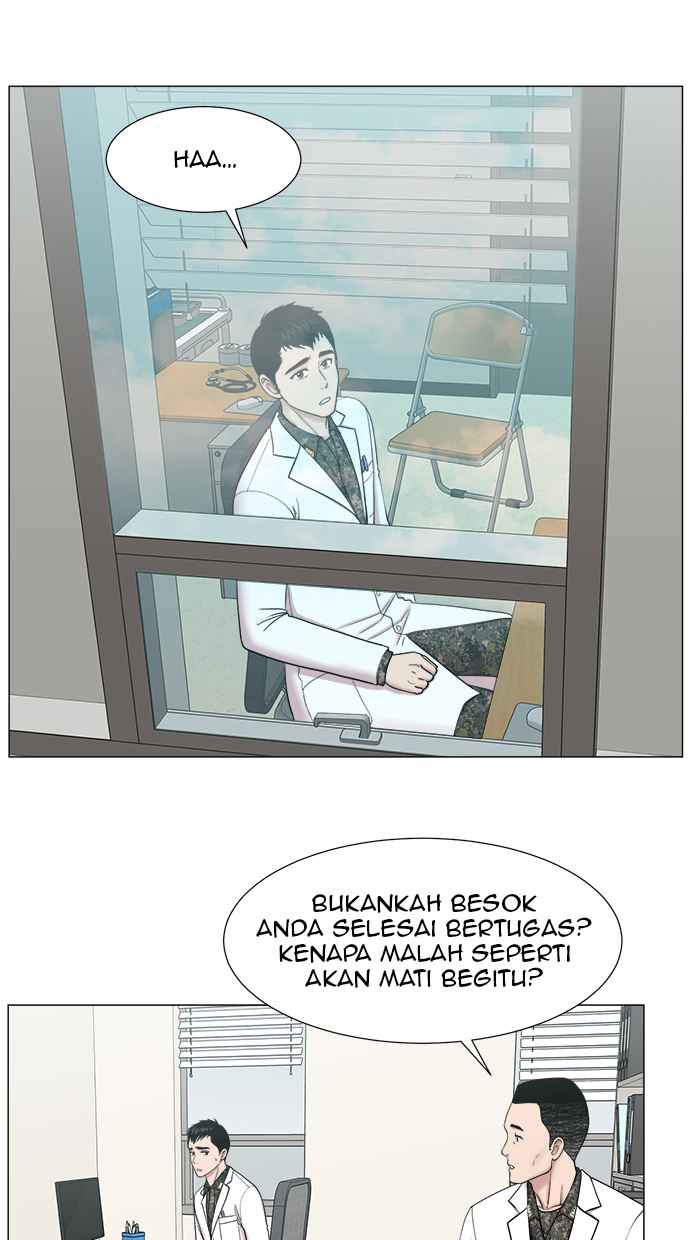 HAA...
BUKANKAH BESOK
ANDA SELESAI BERTUGAS?
KENAPA MALAH SEPERTI
AKAN MATI BEGITU?